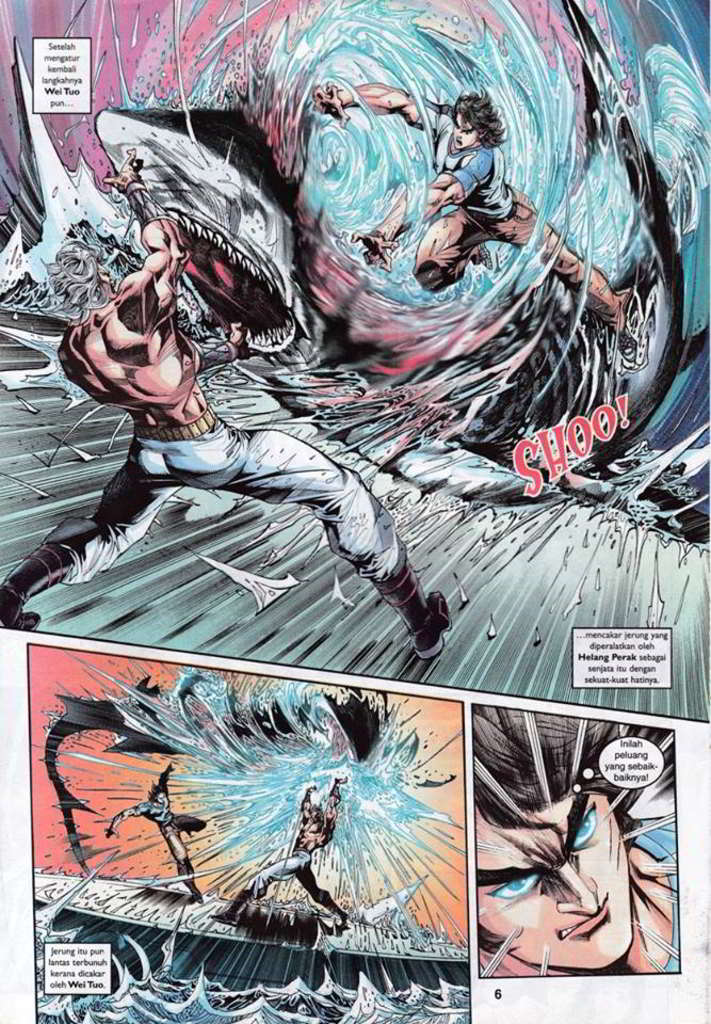 Setelah
mengatur
kembali
langkahnya
Wei Tuo
pun...
SHOO!
...mencakar jerung yang
diperalatkan oleh
Helang Perak sebagai
senjata itu dengan
sekuat-kuat hatinya.
Jerung itu pun
lantas terbunuh
kerana dicakar
oleh Wei Tuo.
Inilah
peluang
yang sebaik-
baiknya!
6